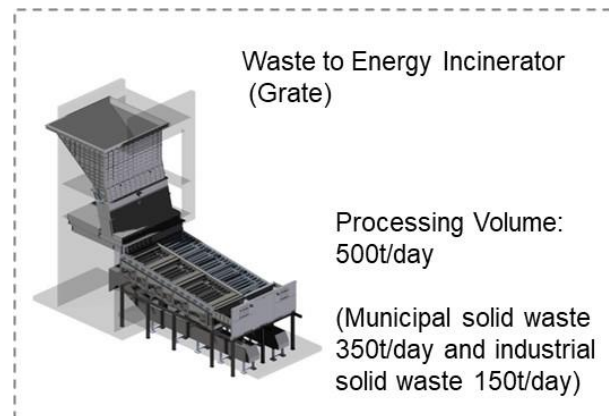 Waste to Energy Incinerator
(Grate)
Processing Volume:
500t/day
(Municipal solid waste
350t/day and industrial
solid waste 150t/day)